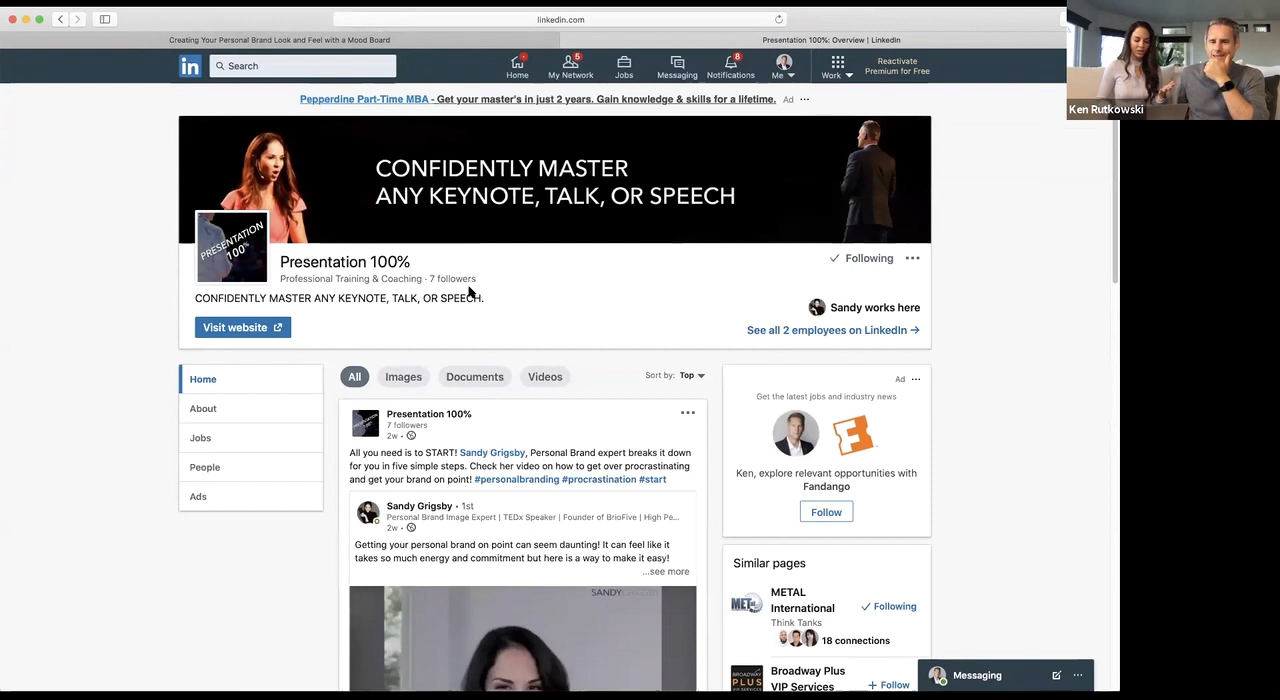 linkedin.com
Creating Your Personal Brand Look and Feel with a Mood Board
Presentation 100%: Overview | LinkedIn
in
Search
Home
5
My Network
Jobs
Messaging
8
Notifications
Me
Work
Reactivate
Premium for Free
Ken Rutkowski
Pepperdine Part-Time MBA - Get your master's in just 2 years. Gain knowledge & skills for a lifetime. Ad ···
CONFIDENTLY MASTER
ANY KEYNOTE, TALK, OR SPEECH
PRESENTATION
100%
Presentation 100%
Professional Training & Coaching · 7 followers
CONFIDENTLY MASTER ANY KEYNOTE, TALK, OR SPEECH.
Visit website
Following
Sandy works here
See all 2 employees on LinkedIn →
Home
About
Jobs
People
Ads
All
Images
Documents
Videos
Sort by: Top
Presentation 100%
7 followers
2w •
All you need is to START! Sandy Grigsby, Personal Brand expert breaks it down
for you in five simple steps. Check her video on how to get over procrastinating
and get your brand on point! #personalbranding #procrastination #start
Sandy Grigsby • 1st
Personal Brand Image Expert | TEDx Speaker | Founder of BrioFive | High Pe...
2w •
Getting your personal brand on point can seem daunting! It can feel like it
takes so much energy and commitment but here is a way to make it easy!
...see more
Ad ···
Get the latest jobs and industry news
F
Ken, explore relevant opportunities with
Fandango
Follow
Similar pages
METAL
International
Think Tanks
18 connections
Following
BROADWAY
PLUS
Broadway Plus
VIP Services
+ Follow
Messaging